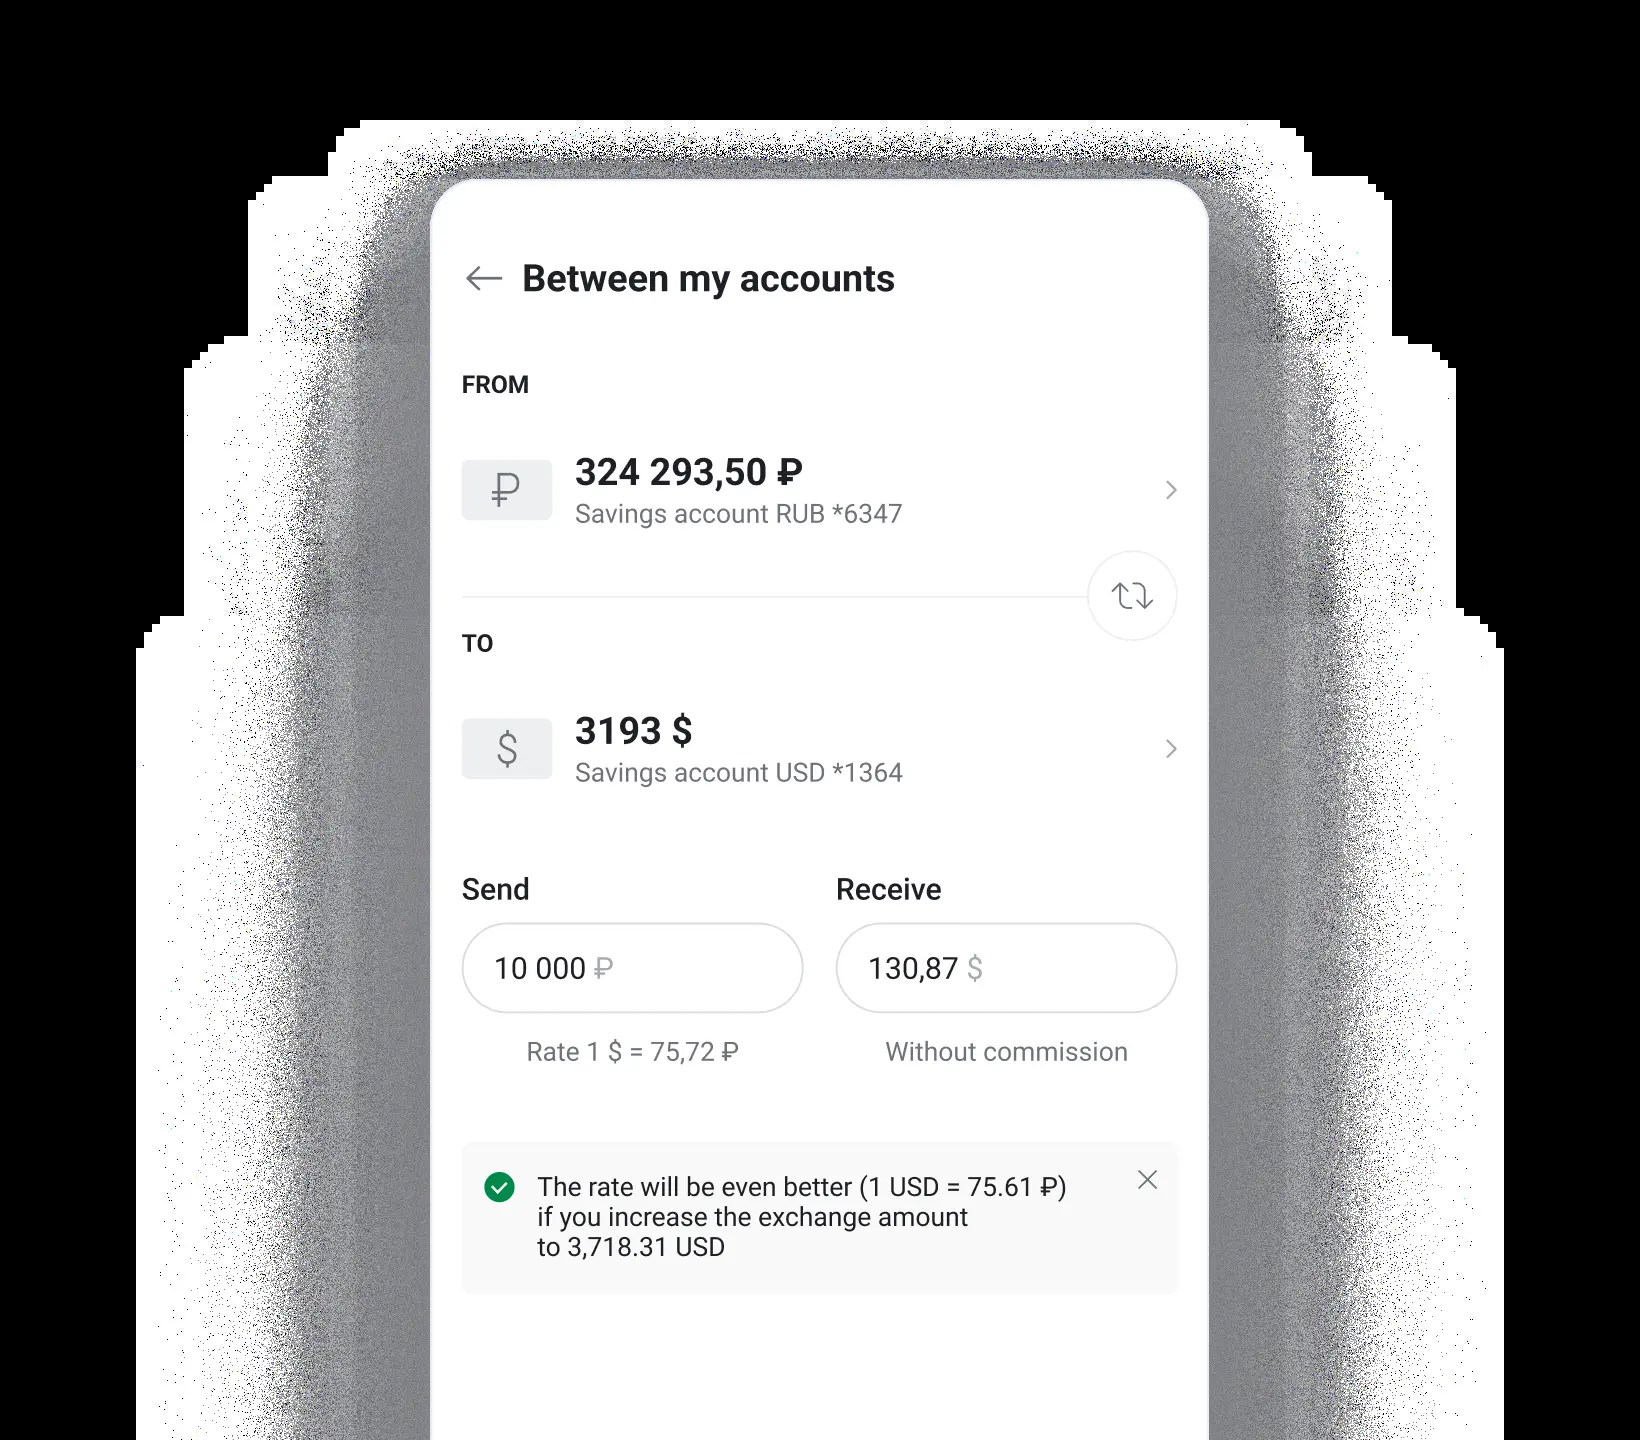 Between my accounts
FROM
₽
324 293,50 ₽
Savings account RUB *6347
TO
$
3193 $
Savings account USD *1364
Send
Receive
10 000 ₽
130,87 $
Rate 1 $ = 75,72 ₽
Without commission
The rate will be even better (1 USD = 75.61 ₽)
if you increase the exchange amount
to 3,718.31 USD